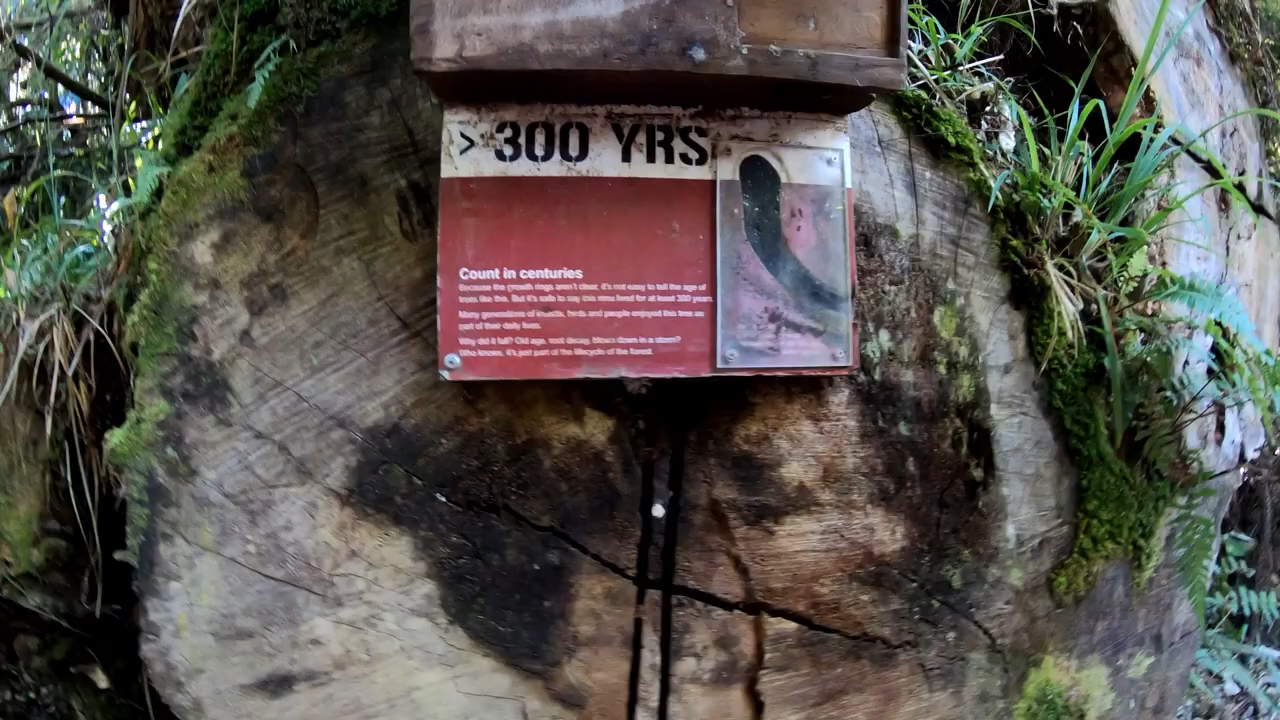 > 300 YRS
Count in centuries
Because the growth rings aren't clear, it's not easy to tell the age of
trees like this. But it's safe to say this rimu lived for at least 300 years.
Many generations of insects, birds and people enjoyed this tree as
part of their daily lives.
Why did it fall? Old age, root decay, blown down in a storm?
Who knows, it's just part of the lifecycle of the forest.